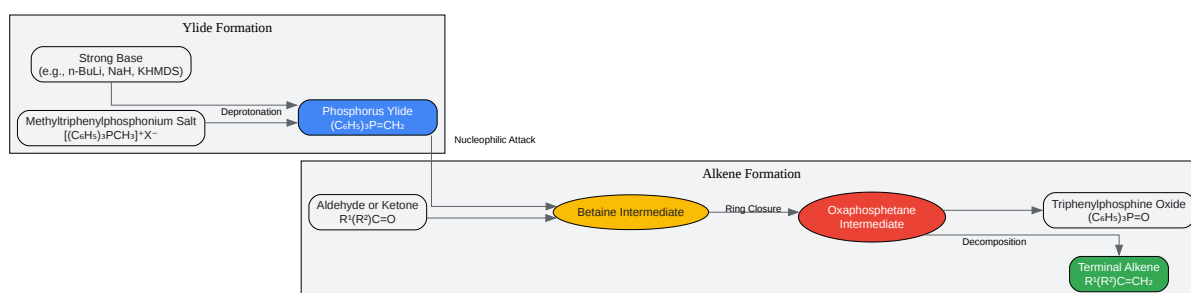 Ylide Formation
Strong Base
(e.g., n-BuLi, NaH, KHMDS)
Deprotonation
Methyltriphenylphosphonium Salt
[(C₆H₅)₃PCH₃]⁺X⁻
Phosphorus Ylide
(C₆H₅)₃P=CH₂
Nucleophilic Attack
Alkene Formation
Aldehyde or Ketone
R¹(R²)C=O
Betaine Intermediate
Ring Closure
Oxaphosphetane
Intermediate
Triphenylphosphine Oxide
(C₆H₅)₃P=O
Decomposition
Terminal Alkene
R¹(R²)C=CH₂